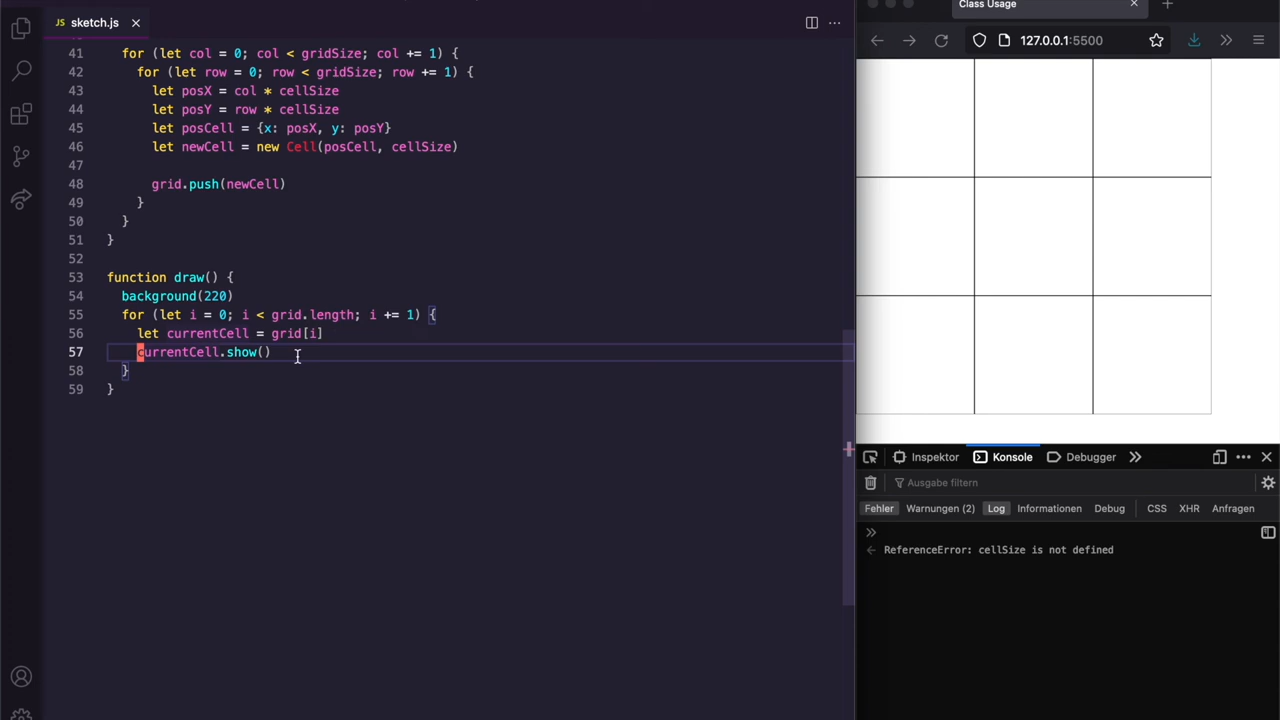 sketch.js
41 for (let col = 0; col < gridSize; col += 1) {
42 for (let row = 0; row < gridSize; row += 1) {
43 let posX = col * cellSize
44 let posY = row * cellSize
45 let posCell = {x: posX, y: posY}
46 let newCell = new Cell(posCell, cellSize)
47
48 grid.push(newCell)
49 }
50 }
51 }
52
53 function draw() {
54 background(220)
55 for (let i = 0; i < grid.length; i += 1) {
56 let currentCell = grid[i]
57 currentCell.show()
58 }
59 }
Class Usage
127.0.0.1:5500
Inspektor Konsole Debugger
Ausgabe filtern
Fehler Warnungen (2) Log Informationen Debug CSS XHR Anfragen
ReferenceError: cellSize is not defined